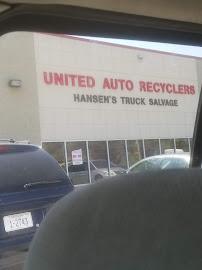 UNITED AUTO RECYCLERS
HANSEN'S TRUCK SALVAGE